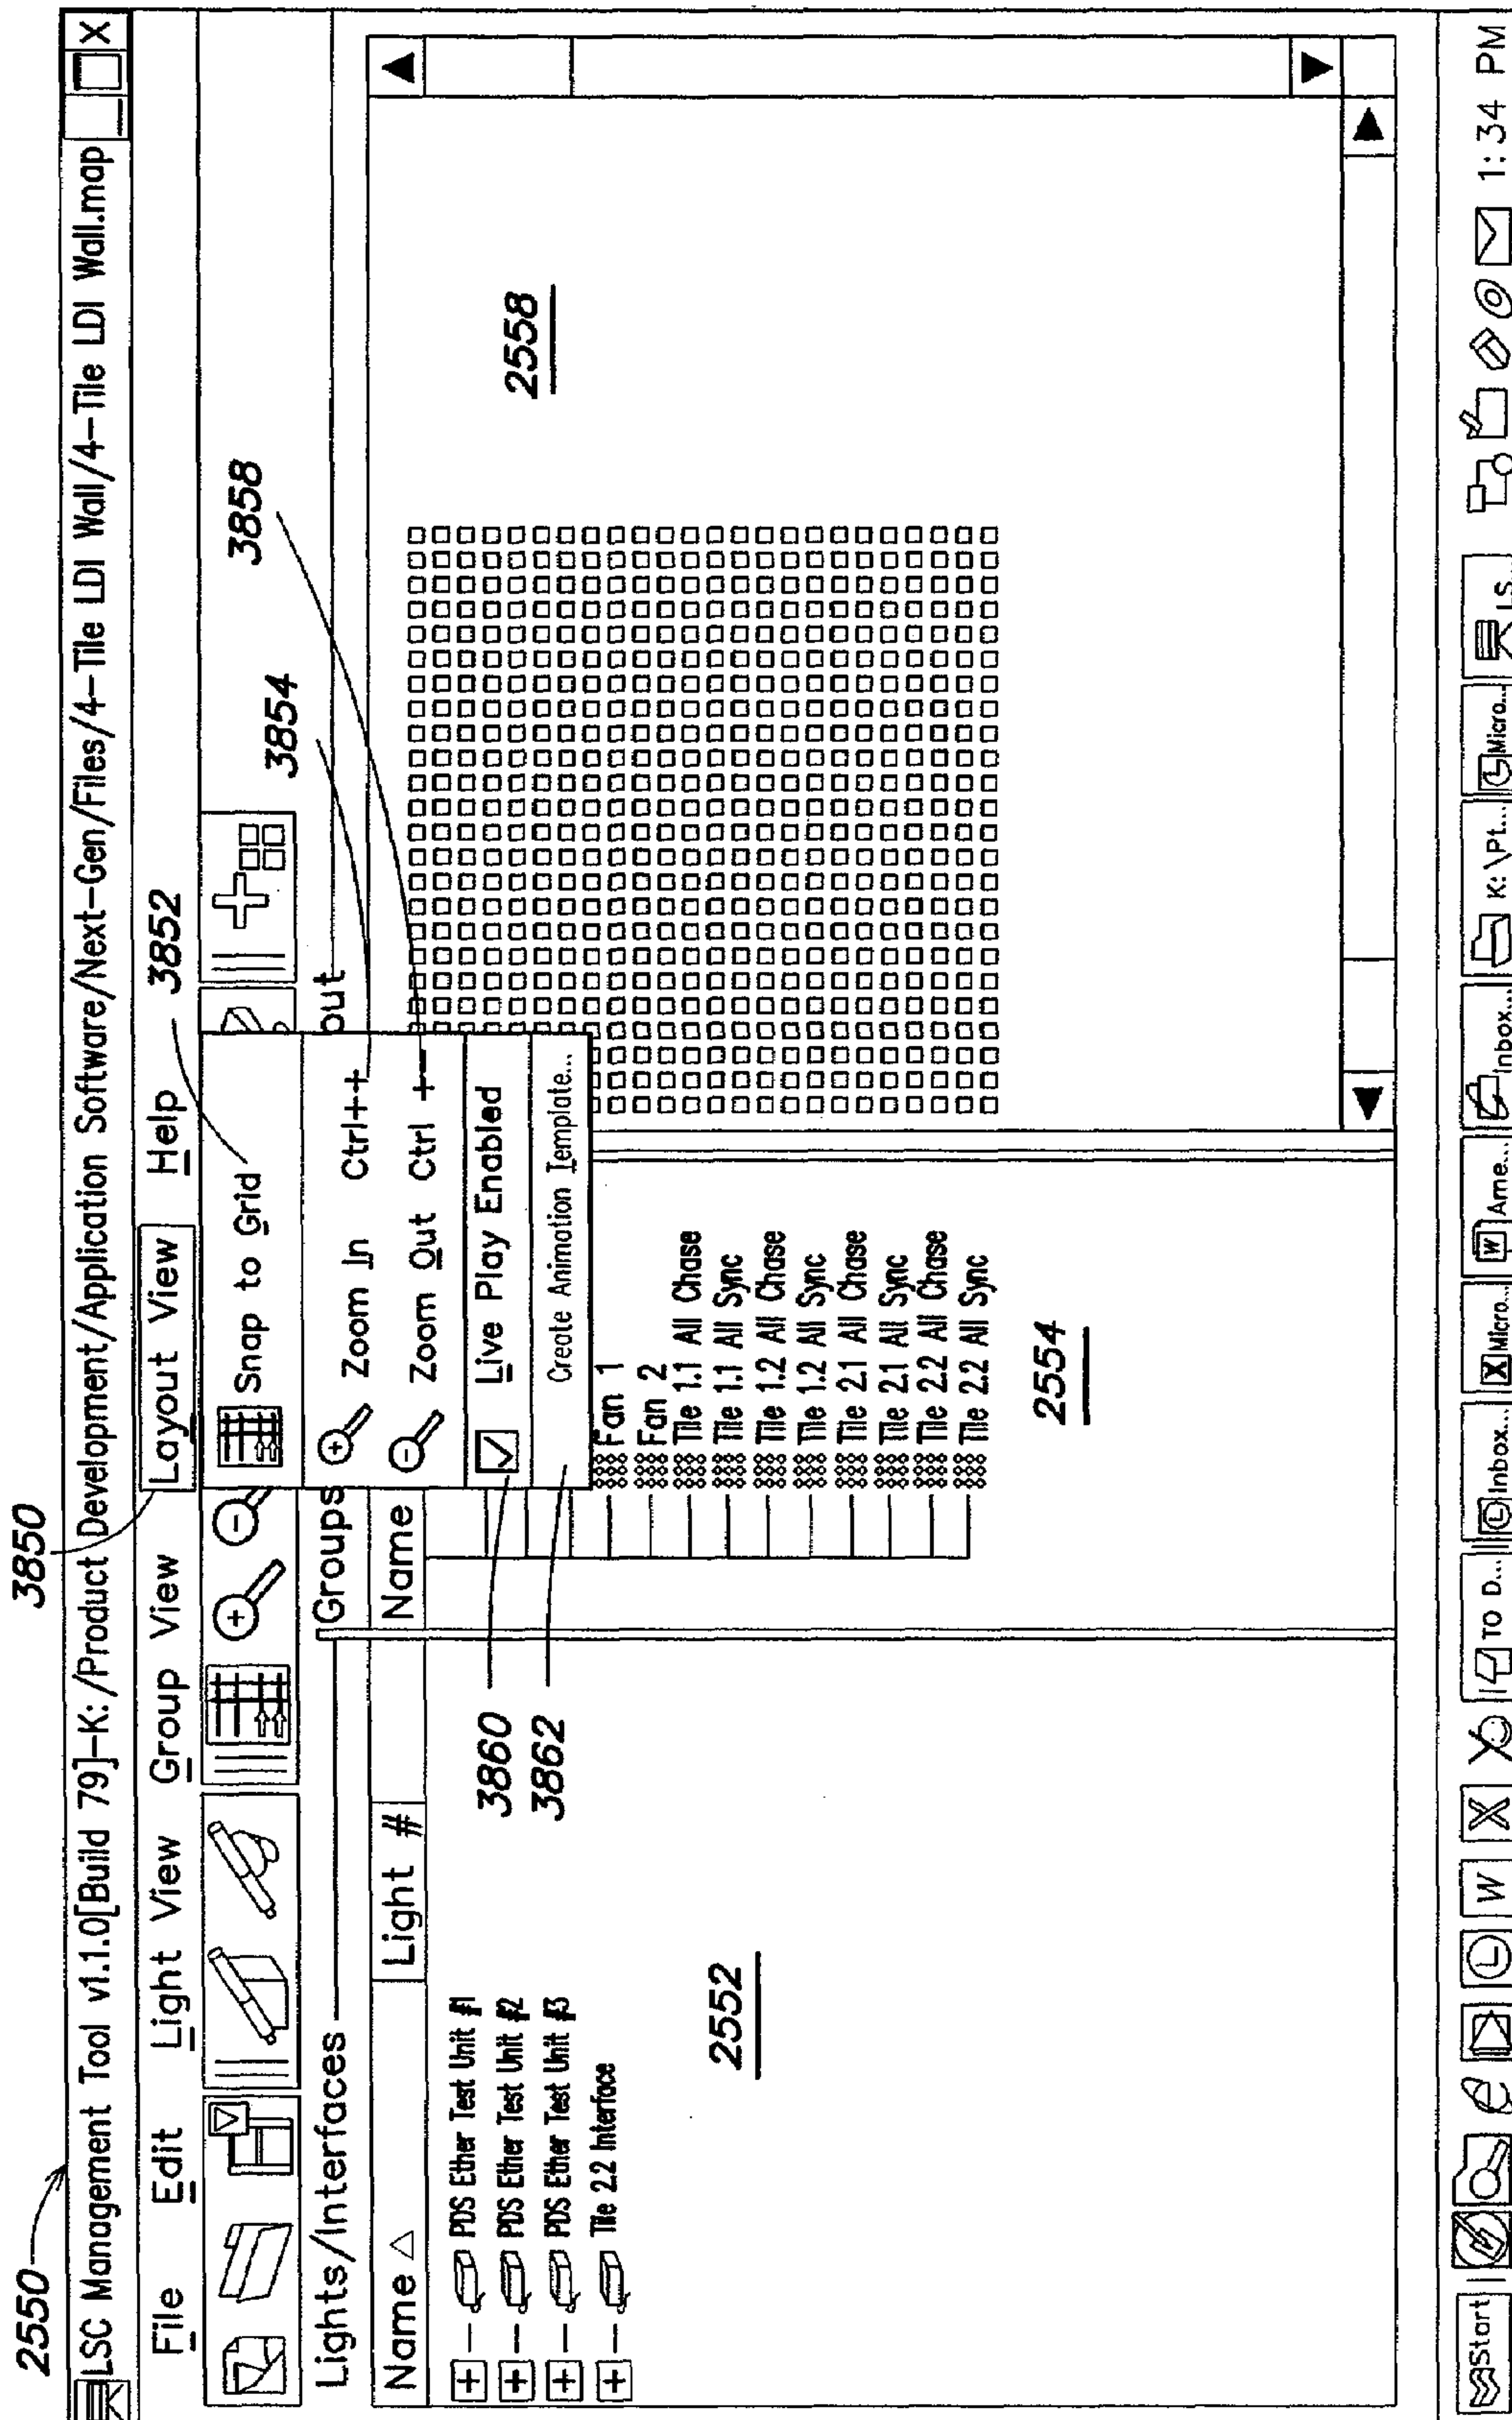 2550
3850
LSC Management Tool v1.1.0[Build 79]-K:/Product Development/Application Software/Next-Gen/Files/4-Tile LDI Wall/4-Tile LDI Wall.map
X
File Edit Light View Group View Layout View Help
3852
3854
3858
Snap to Grid
Zoom In Ctrl++
Zoom Out Ctrl +-
Live Play Enabled
Create Animation Template...
Lights/Interfaces
Groups
out
Name
Light #
Name
PDS Ether Test Unit #1
PDS Ether Test Unit #2
PDS Ether Test Unit #3
Tile 2.2 Interface
3860
3862
Fan 1
Fan 2
Tile 1.1 All Chase
Tile 1.1 All Sync
Tile 1.2 All Chase
Tile 1.2 All Sync
Tile 2.1 All Chase
Tile 2.1 All Sync
Tile 2.2 All Chase
Tile 2.2 All Sync
2552
2554
2558
Start
e
L
W
X
TO D...
L Inbox...
X Micro...
W Ame...
Inbox...
K:\Pt...
Micro...
LS...
1:34 PM